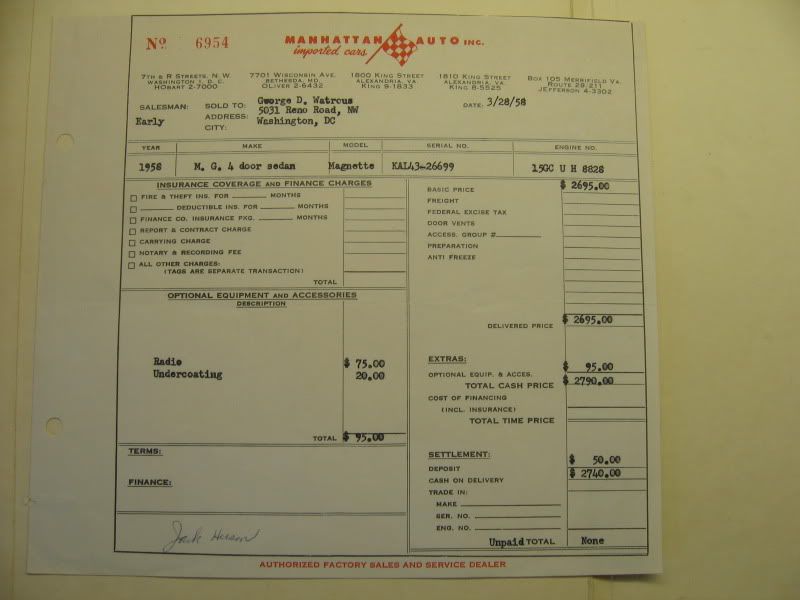 No 6954
MANHATTAN AUTO INC.
imported cars
7TH & R STREETS, N. W. 7701 WISCONSIN AVE. 1800 KING STREET 1810 KING STREET BOX 105 MERRIFIELD VA.
WASHINGTON 1, D. C. BETHESDA, MD. ALEXANDRIA, VA. ALEXANDRIA, VA. ROUTE 29, 211
HOBART 2-7000 OLIVER 2-6432 KING 9-1833 KING 8-5525 JEFFERSON 4-3302
SALESMAN: SOLD TO: George D. Watrous DATE: 3/28/58
ADDRESS: 5031 Reno Road, NW
Early CITY: Washington, DC
YEAR MAKE MODEL SERIAL NO. ENGINE NO.
1958 M. G. 4 door sedan Magnette KAL43-26699 15GC U H 8828
INSURANCE COVERAGE AND FINANCE CHARGES
FIRE & THEFT INS. FOR MONTHS
DEDUCTIBLE INS. FOR MONTHS
FINANCE CO. INSURANCE PKG. MONTHS
REPORT & CONTRACT CHARGE
CARRYING CHARGE
NOTARY & RECORDING FEE
ALL OTHER CHARGES:
(TAGS ARE SEPARATE TRANSACTION)
TOTAL
OPTIONAL EQUIPMENT AND ACCESSORIES
DESCRIPTION
Radio $ 75.00
Undercoating 20.00
TOTAL $ 95.00
TERMS:
FINANCE:
BASIC PRICE $ 2695.00
FREIGHT
FEDERAL EXCISE TAX
DOOR VENTS
ACCESS. GROUP #
PREPARATION
ANTI FREEZE
DELIVERED PRICE $ 2695.00
EXTRAS:
OPTIONAL EQUIP. & ACCES. $ 95.00
TOTAL CASH PRICE $ 2790.00
COST OF FINANCING
(INCL. INSURANCE)
TOTAL TIME PRICE
SETTLEMENT:
DEPOSIT $ 50.00
CASH ON DELIVERY $ 2740.00
TRADE IN:
MAKE
SER. NO.
ENG. NO.
Unpaid TOTAL None
Jack
AUTHORIZED FACTORY SALES AND SERVICE DEALER